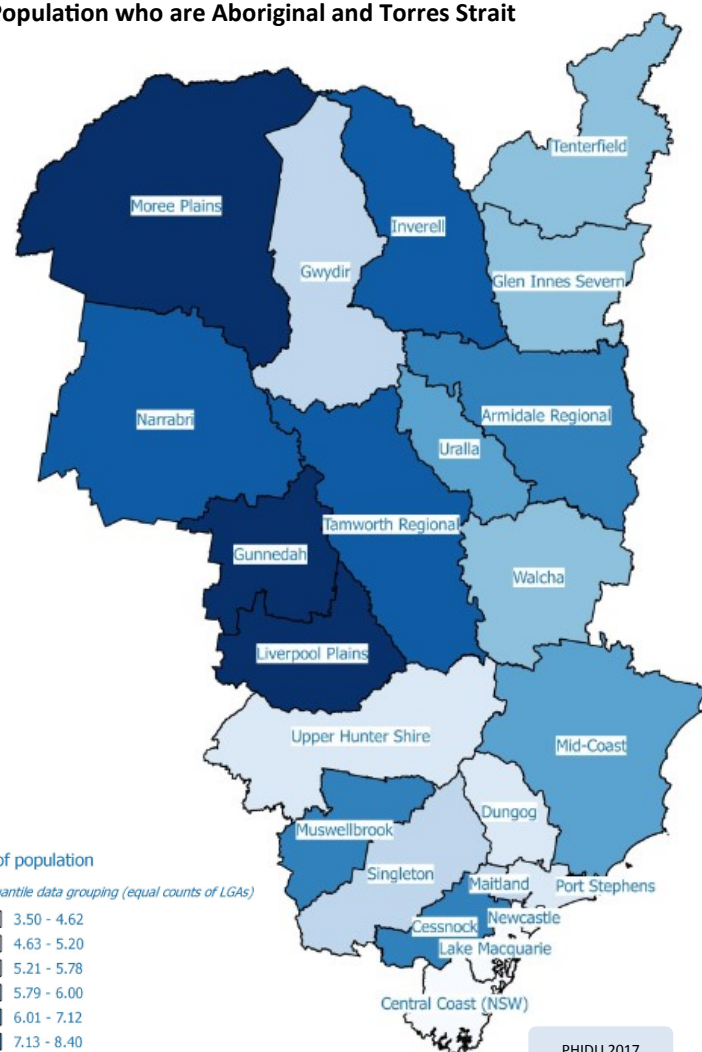 Population who are Aboriginal and Torres Strait
Tenterfield
Moree Plains
Inverell
Gwydir
Glen Innes Severn
Narrabri
Armidale Regional
Uralla
Tamworth Regional
Gunnedah
Walcha
Liverpool Plains
Upper Hunter Shire
Mid-Coast
Dungog
Muswellbrook
Singleton
Maitland
Port Stephens
Cessnock
Newcastle
Lake Macquarie
Central Coast (NSW)
of population
antile data grouping (equal counts of LGAs)
3.50 - 4.62
4.63 - 5.20
5.21 - 5.78
5.79 - 6.00
6.01 - 7.12
7.13 - 8.40
PHIDU 2017